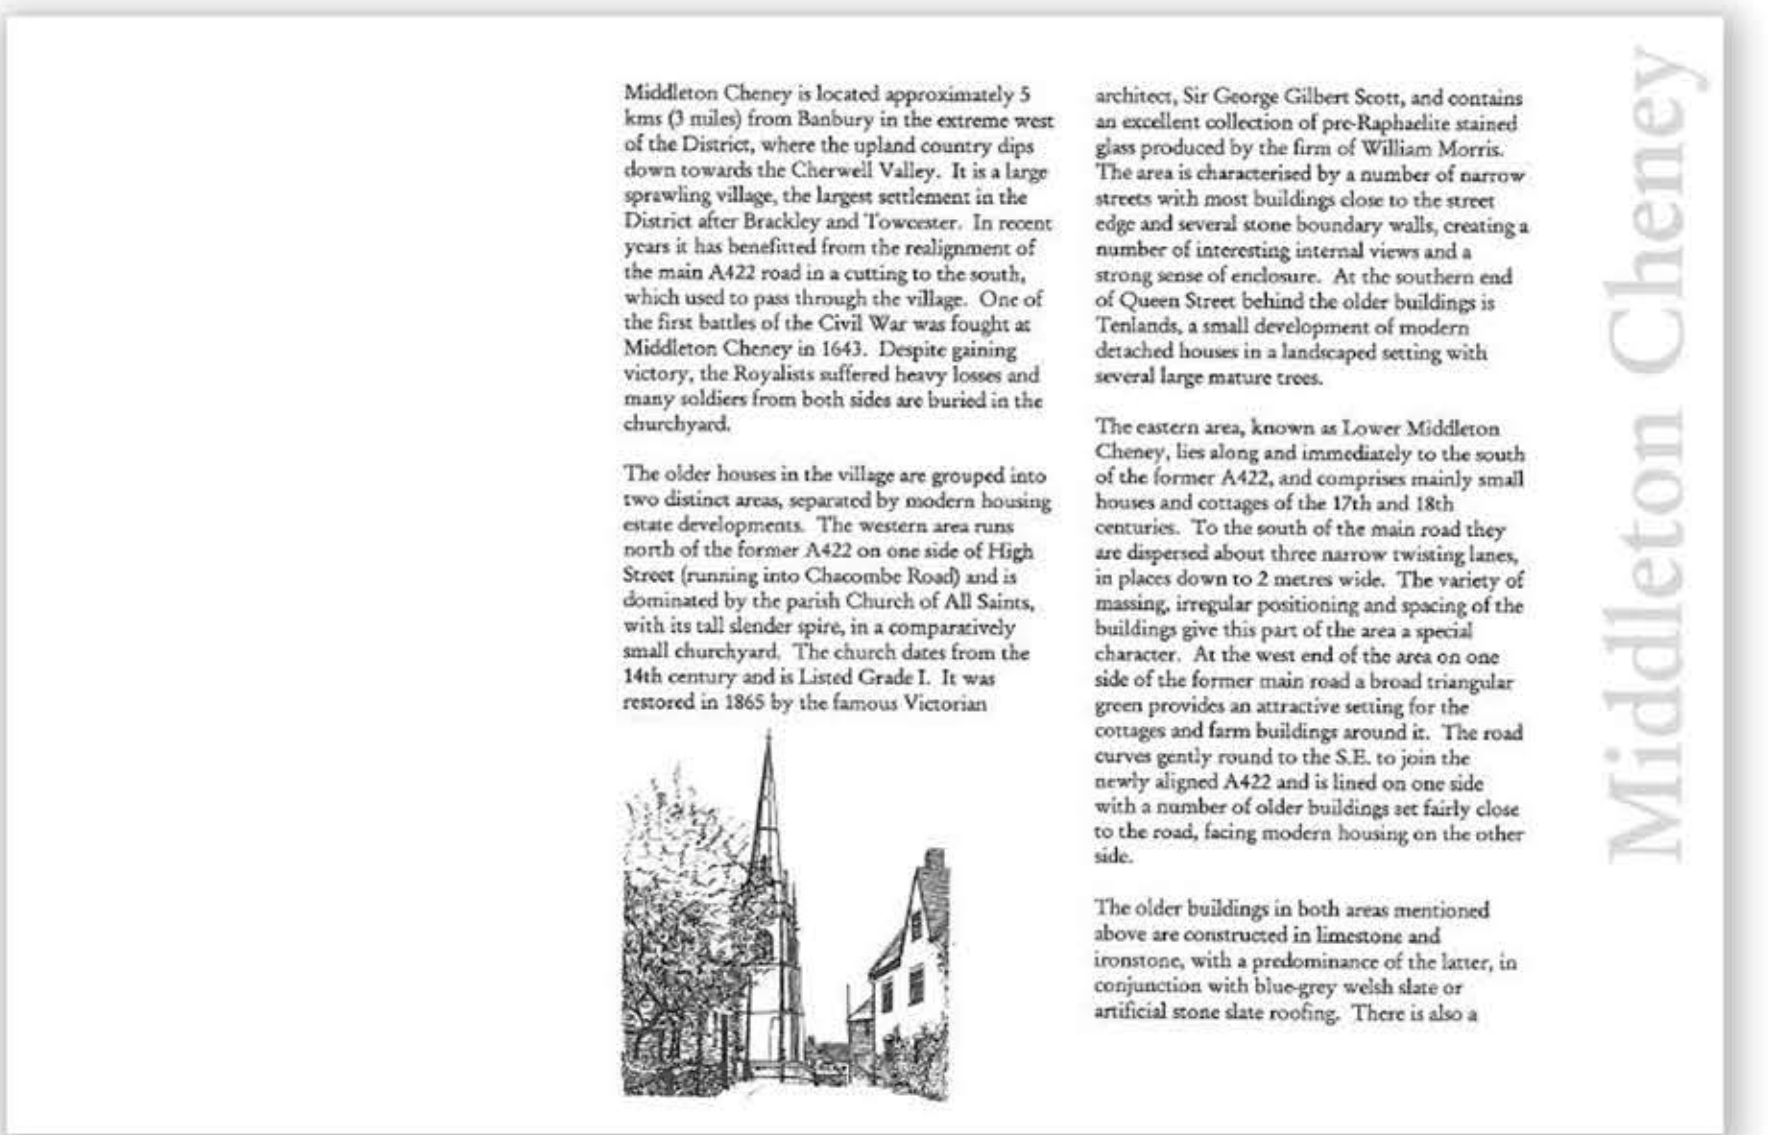 Middleton Cheney is located approximately 5
kms (3 miles) from Banbury in the extreme west
of the District, where the upland country dips
down towards the Cherwell Valley.  It is a large
sprawling village, the largest settlement in the
District after Brackley and Towcester.  In recent
years it has benefitted from the realignment of
the main A422 road in a cutting to the south,
which used to pass through the village.  One of
the first battles of the Civil War was fought at
Middleton Cheney in 1643.  Despite gaining
victory, the Royalists suffered heavy losses and
many soldiers from both sides are buried in the
churchyard.

The older houses in the village are grouped into
two distinct areas, separated by modern housing
estate developments.  The western area runs
north of the former A422 on one side of High
Street (running into Chacombe Road) and is
dominated by the parish Church of All Saints,
with its tall slender spire, in a comparatively
small churchyard.  The church dates from the
14th century and is Listed Grade I.  It was
restored in 1865 by the famous Victorian
architect, Sir George Gilbert Scott, and contains
an excellent collection of pre-Raphaelite stained
glass produced by the firm of William Morris.
The area is characterised by a number of narrow
streets with most buildings close to the street
edge and several stone boundary walls, creating a
number of interesting internal views and a
strong sense of enclosure.  At the southern end
of Queen Street behind the older buildings is
Tenlands, a small development of modern
detached houses in a landscaped setting with
several large mature trees.

The eastern area, known as Lower Middleton
Cheney, lies along and immediately to the south
of the former A422, and comprises mainly small
houses and cottages of the 17th and 18th
centuries.  To the south of the main road they
are dispersed about three narrow twisting lanes,
in places down to 2 metres wide.  The variety of
massing, irregular positioning and spacing of the
buildings give this part of the area a special
character.  At the west end of the area on one
side of the former main road a broad triangular
green provides an attractive setting for the
cottages and farm buildings around it.  The road
curves gently round to the S.E. to join the
newly aligned A422 and is lined on one side
with a number of older buildings set fairly close
to the road, facing modern housing on the other
side.

The older buildings in both areas mentioned
above are constructed in limestone and
ironstone, with a predominance of the latter, in
conjunction with blue-grey welsh slate or
artificial stone slate roofing.  There is also a
Middleton Cheney